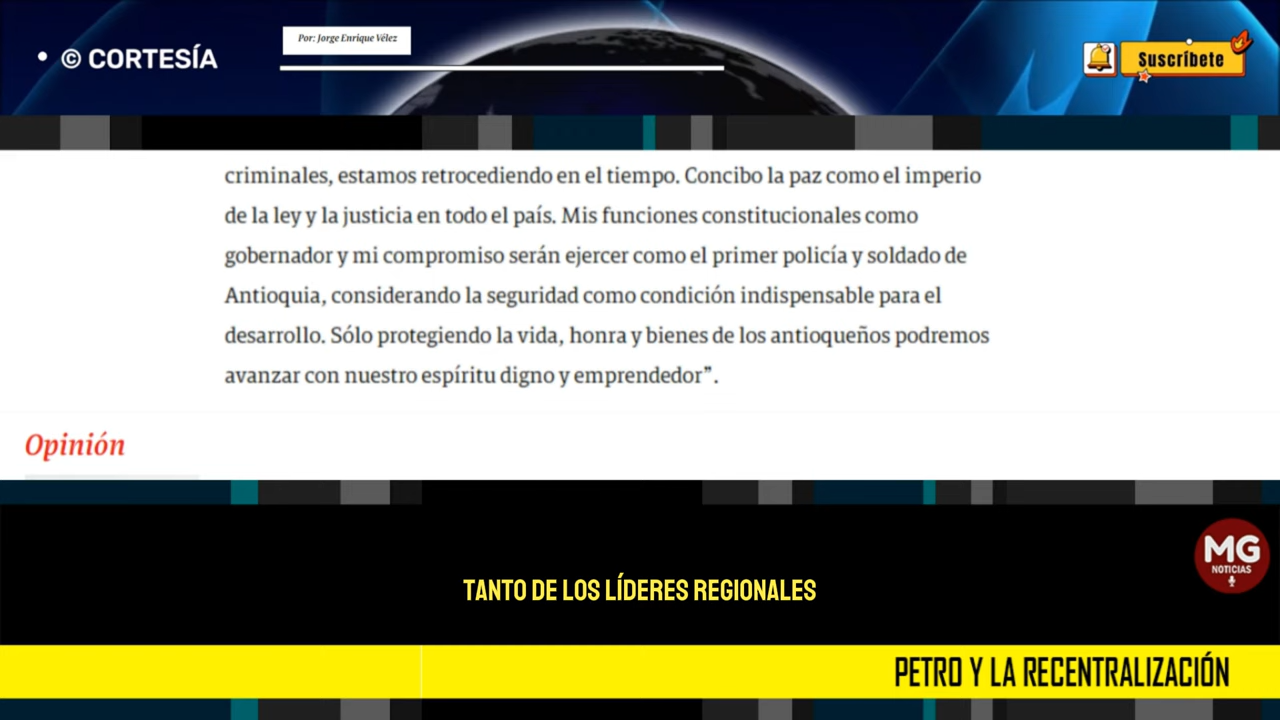 © CORTESÍA
Por: Jorge Enrique Vélez
Suscríbete
criminales, estamos retrocediendo en el tiempo. Concibo la paz como el imperio
de la ley y la justicia en todo el país. Mis funciones constitucionales como
gobernador y mi compromiso serán ejercer como el primer policía y soldado de
Antioquia, considerando la seguridad como condición indispensable para el
desarrollo. Sólo protegiendo la vida, honra y bienes de los antioqueños podremos
avanzar con nuestro espíritu digno y emprendedor”.
Opinión
MG
NOTICIAS
TANTO DE LOS LÍDERES REGIONALES
PETRO Y LA RECENTRALIZACIÓN